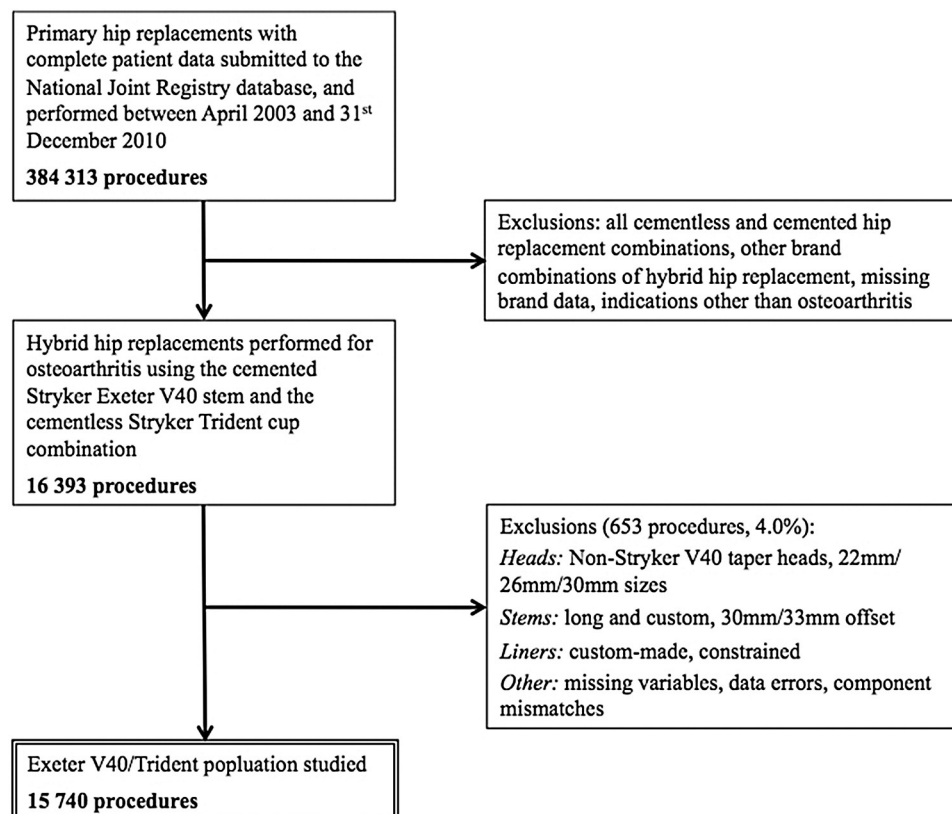 Primary hip replacements with
complete patient data submitted to the
National Joint Registry database, and
performed between April 2003 and 31st
December 2010
384 313 procedures
Exclusions: all cementless and cemented hip
replacement combinations, other brand
combinations of hybrid hip replacement, missing
brand data, indications other than osteoarthritis
Hybrid hip replacements performed for
osteoarthritis using the cemented
Stryker Exeter V40 stem and the
cementless Stryker Trident cup
combination
16 393 procedures
Exclusions (653 procedures, 4.0%):
Heads: Non-Stryker V40 taper heads, 22mm/
26mm/30mm sizes
Stems: long and custom, 30mm/33mm offset
Liners: custom-made, constrained
Other: missing variables, data errors, component
mismatches
Exeter V40/Trident popluation studied
15 740 procedures